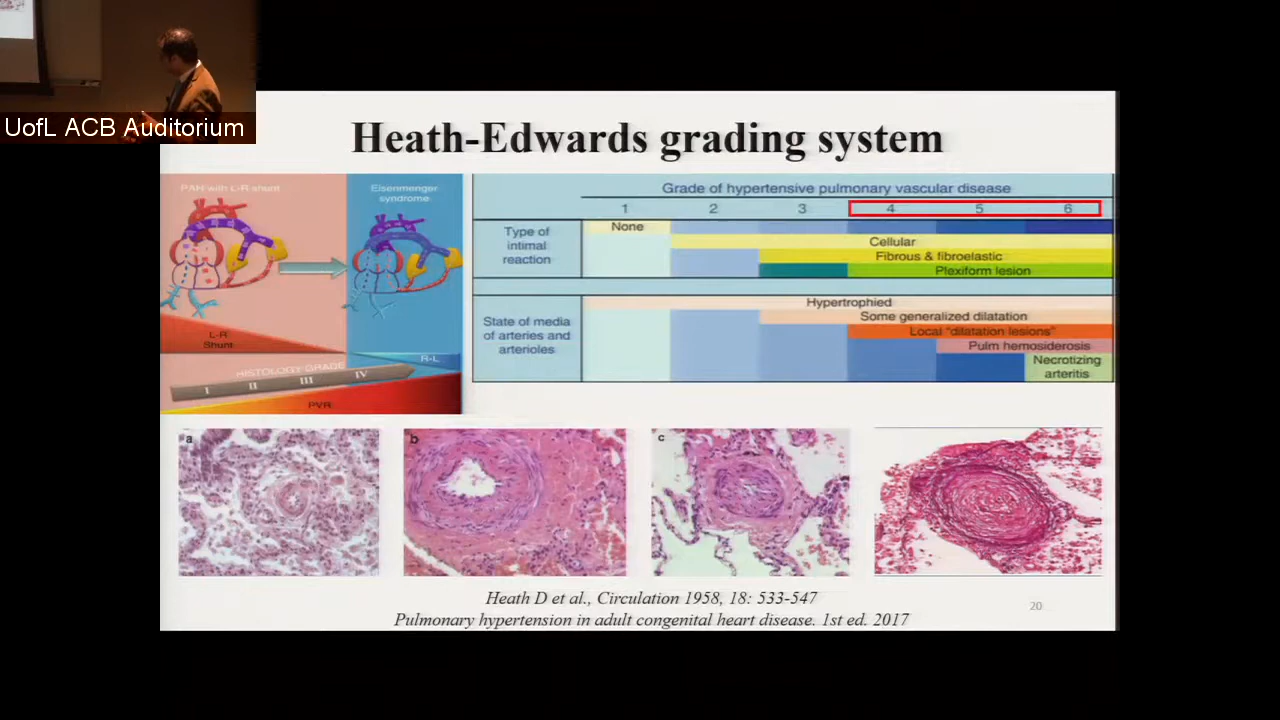 UofL ACB Auditorium
Heath-Edwards grading system
PAH with L-R shunt
Eisenmenger
syndrome
L-R
Shunt
R-L
HISTOLOGY GRADE
I II III IV
PVR
Grade of hypertensive pulmonary vascular disease
1 2 3 4 5 6
Type of
intimal
reaction
None
Cellular
Fibrous & fibroelastic
Plexiform lesion
State of media
of arteries and
arterioles
Hypertrophied
Some generalized dilatation
Local "dilatation lesions"
Pulm hemosiderosis
Necrotizing
arteritis
a
b
c
Heath D et al., Circulation 1958, 18: 533-547
Pulmonary hypertension in adult congenital heart disease. 1st ed. 2017
20